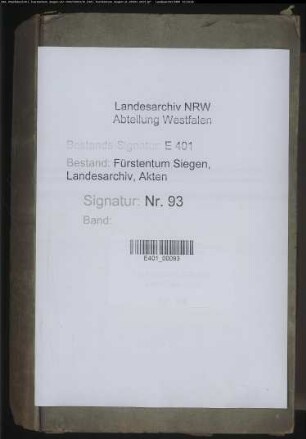 Landesarchiv NRW
Abteilung Westfalen
Bestands Signatur: E 401
Bestand: Fürstentum Siegen,
Landesarchiv, Akten
Signatur: Nr. 93
Band:
E401_00093